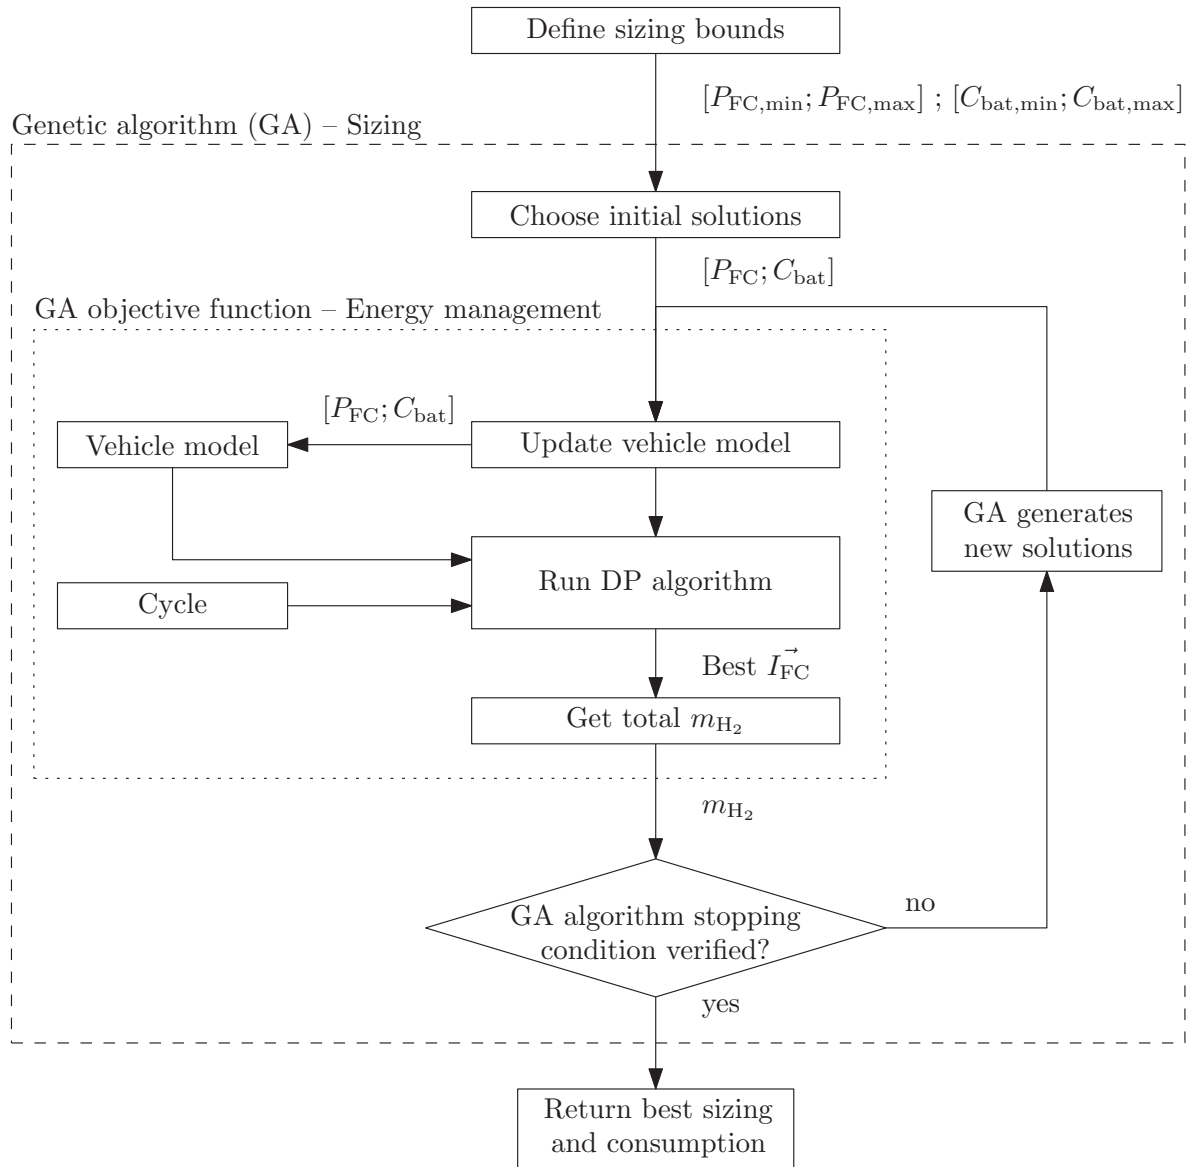 Define sizing bounds
[P_FC,min; P_FC,max] ; [C_bat,min; C_bat,max]
Genetic algorithm (GA) – Sizing
Choose initial solutions
[P_FC; C_bat]
GA objective function – Energy management
[P_FC; C_bat]
Vehicle model
Update vehicle model
GA generates
new solutions
Run DP algorithm
Cycle
Best \vec{I_FC}
Get total m_H₂
m_H₂
GA algorithm stopping
condition verified?
no
yes
Return best sizing
and consumption